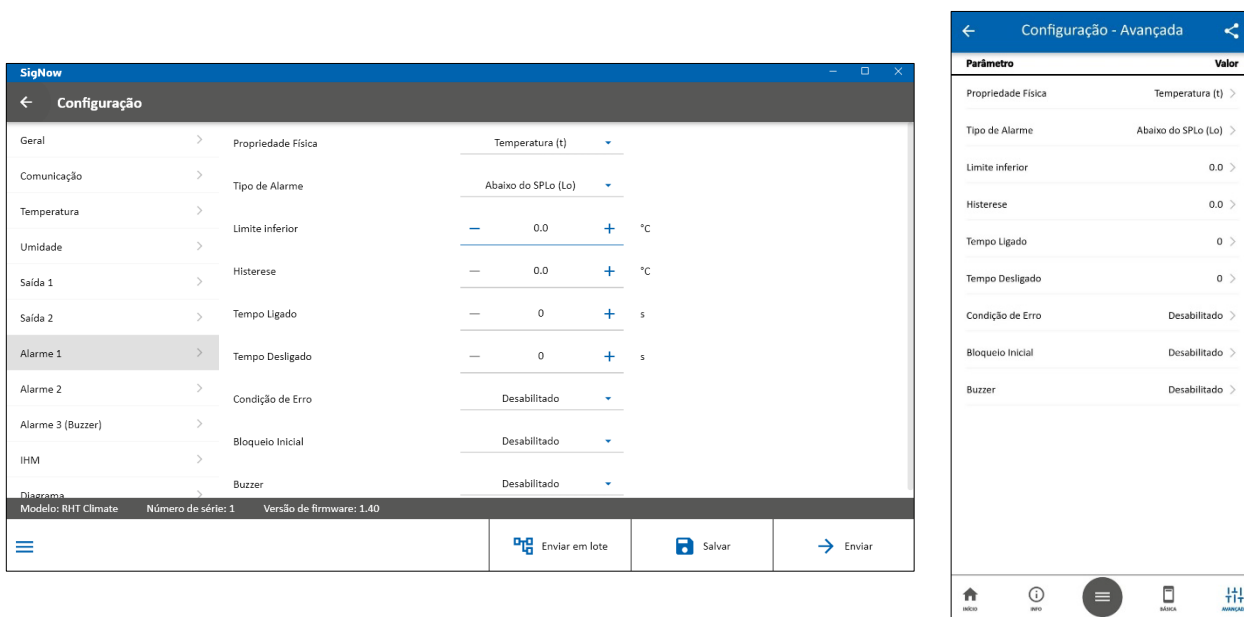 SigNow
Configuração
Geral
Comunicação
Temperatura
Umidade
Saída 1
Saída 2
Alarme 1
Alarme 2
Alarme 3 (Buzzer)
IHM
Diagrama
Propriedade Física Temperatura (t)
Tipo de Alarme Abaixo do SPLo (Lo)
Limite inferior − 0.0 + °C
Histerese − 0.0 + °C
Tempo Ligado − 0 + s
Tempo Desligado − 0 + s
Condição de Erro Desabilitado
Bloqueio Inicial Desabilitado
Buzzer Desabilitado
Modelo: RHT Climate Número de série: 1 Versão de firmware: 1.40
Enviar em lote Salvar Enviar
Configuração - Avançada
Parâmetro Valor
Propriedade Física Temperatura (t)
Tipo de Alarme Abaixo do SPLo (Lo)
Limite inferior 0.0
Histerese 0.0
Tempo Ligado 0
Tempo Desligado 0
Condição de Erro Desabilitado
Bloqueio Inicial Desabilitado
Buzzer Desabilitado
INÍCIO INFO BÁSICA AVANÇAD